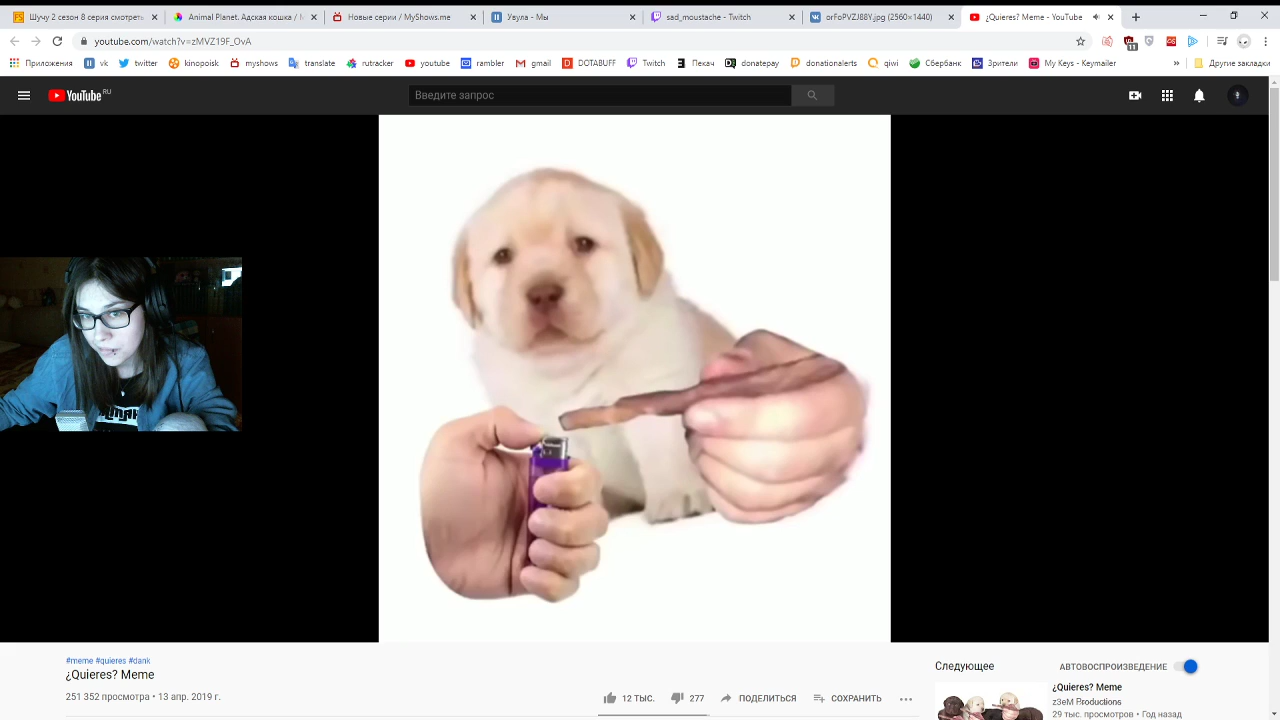 Шучу 2 сезон 8 серия смотреть
Animal Planet. Адская кошка / М
Новые серии / MyShows.me
Увула - Мы
sad_moustache - Twitch
orFoPVZJ88Y.jpg (2560×1440)
¿Quieres? Meme - YouTube
youtube.com/watch?v=zMVZ19F_OvA
11
Приложения
vk
twitter
kinopoisk
myshows
translate
rutracker
youtube
rambler
gmail
DOTABUFF
Twitch
Пекач
donatepay
donationalerts
qiwi
Сбербанк
Зрители
My Keys - Keymailer
»
Другие закладки
YouTube RU
Введите запрос
#meme #quieres #dank
¿Quieres? Meme
251 352 просмотра • 13 апр. 2019 г.
12 ТЫС.
277
ПОДЕЛИТЬСЯ
СОХРАНИТЬ
Следующее
АВТОВОСПРОИЗВЕДЕНИЕ
¿Quieres? Meme
z3eM Productions
29 тыс. просмотров • Год назад